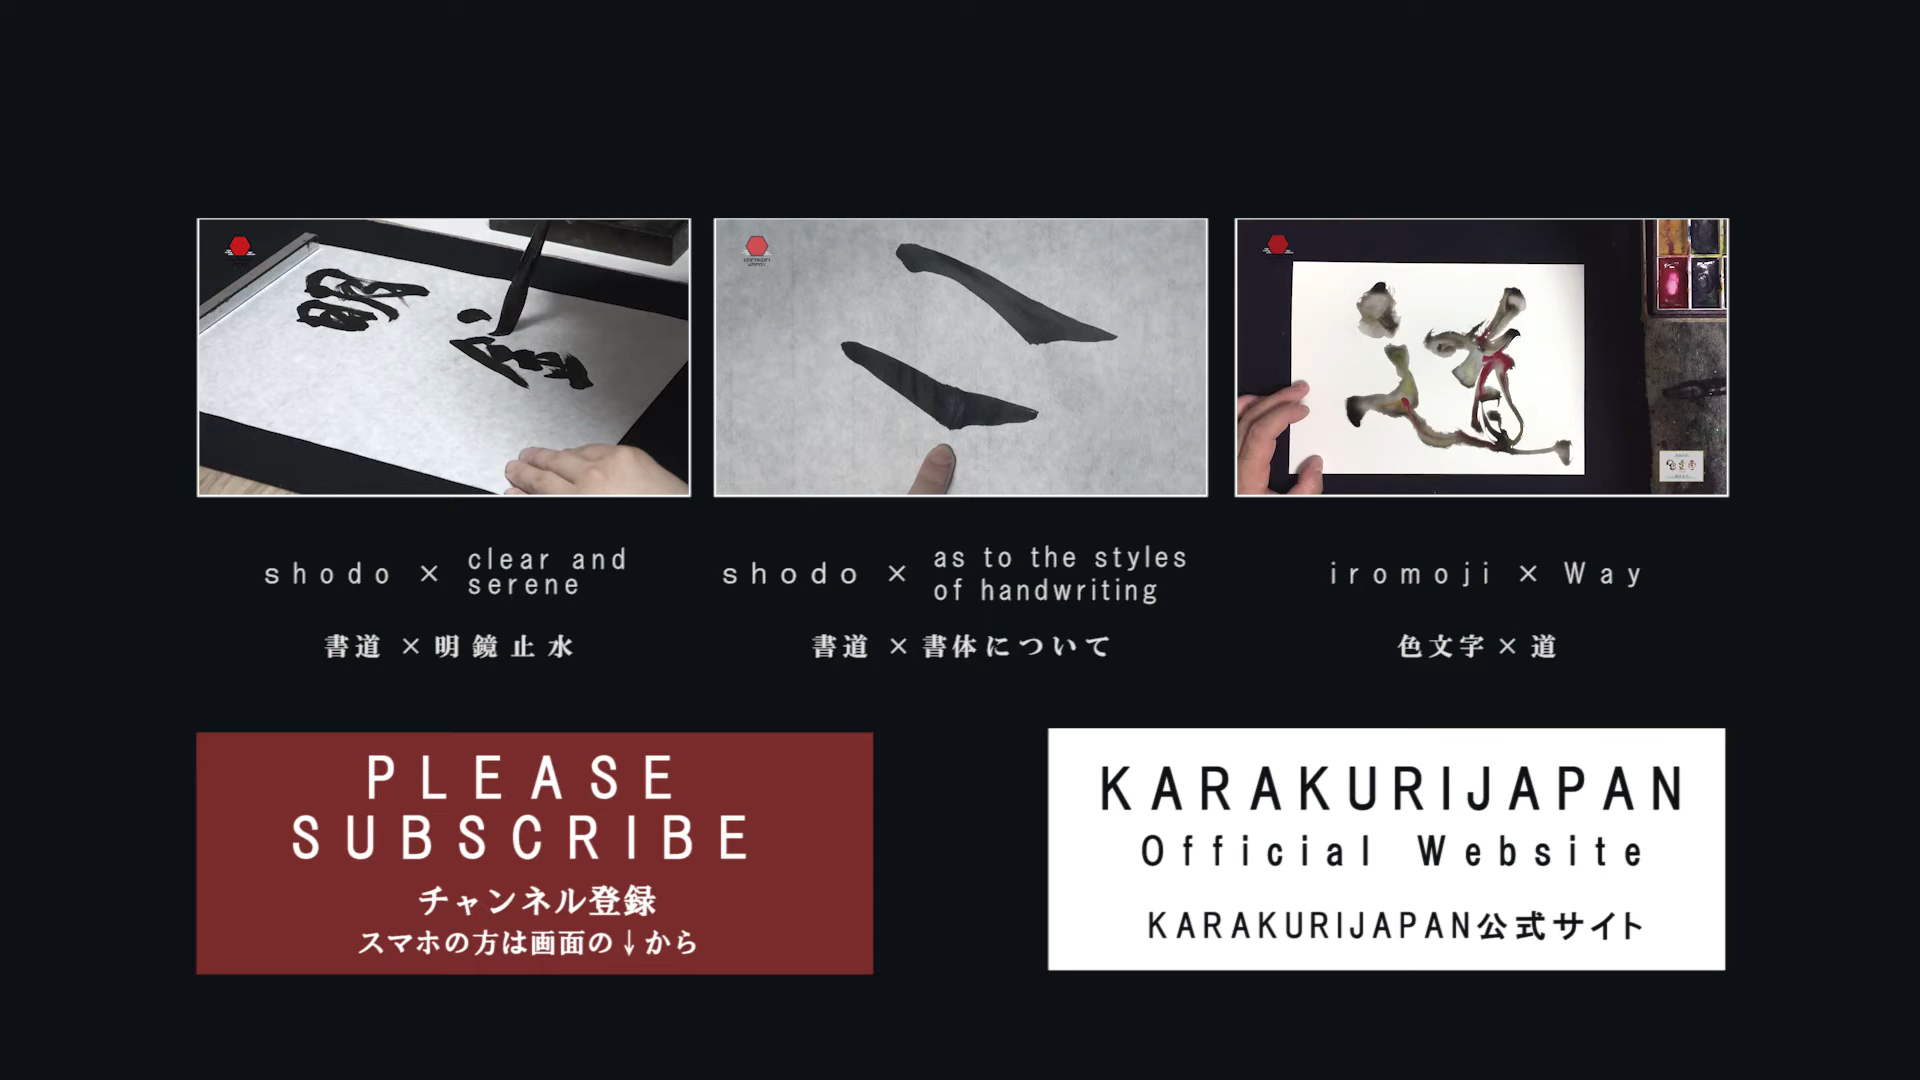 明
shodo × clear and
serene
書道 × 明鏡止水
shodo × as to the styles
of handwriting
書道 × 書体について
iromoji × Way
色文字 × 道
PLEASE
SUBSCRIBE
チャンネル登録
スマホの方は画面の↓から
KARAKURIJAPAN
Official Website
KARAKURIJAPAN公式サイト